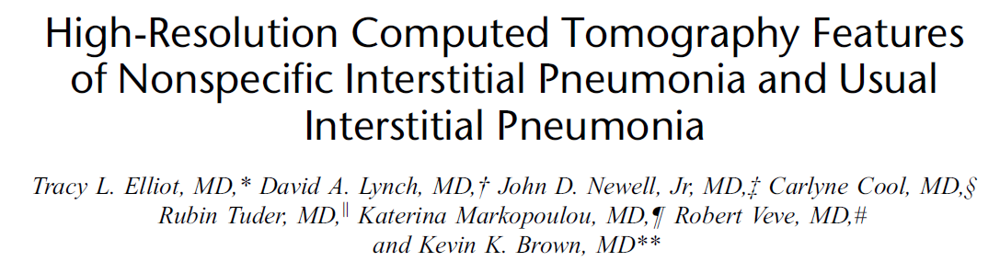 High-Resolution Computed Tomography Features
of Nonspecific Interstitial Pneumonia and Usual
Interstitial Pneumonia
Tracy L. Elliot, MD,* David A. Lynch, MD,† John D. Newell, Jr, MD,‡ Carlyne Cool, MD,§
Rubin Tuder, MD,‖ Katerina Markopoulou, MD,¶ Robert Veve, MD,#
and Kevin K. Brown, MD**